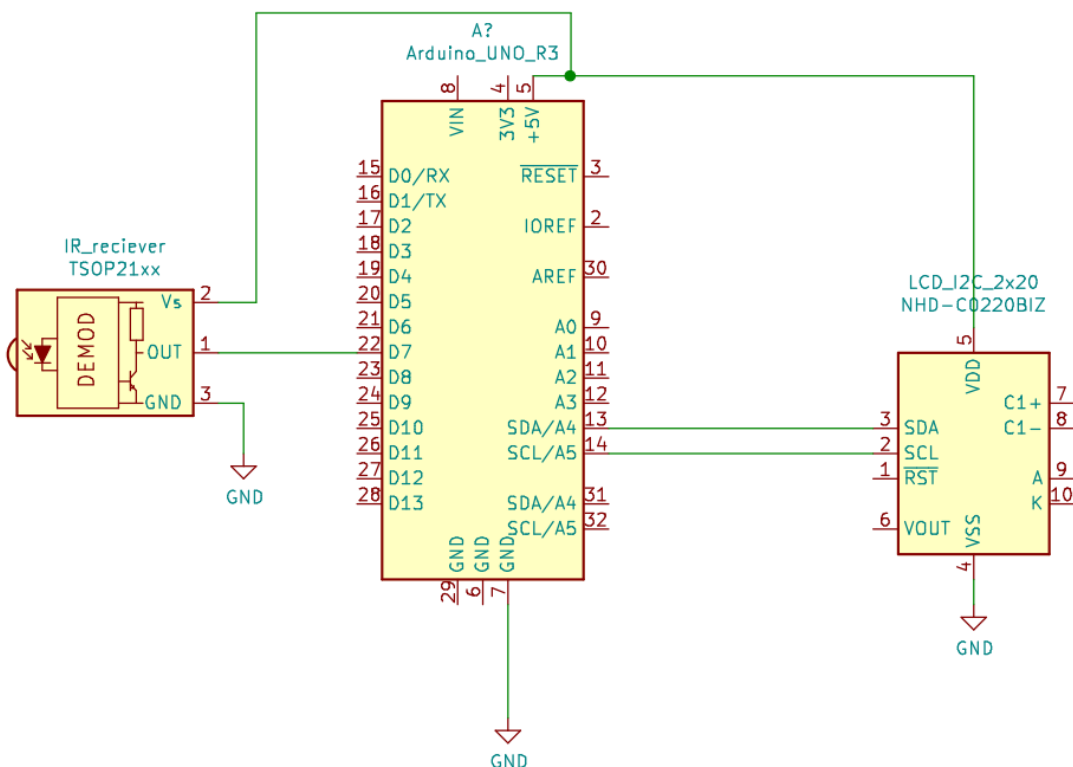 A?
Arduino_UNO_R3
8
4
5
VIN
3V3
+5V
15
D0/RX
RESET
3
16
D1/TX
17
D2
IOREF
2
18
D3
19
D4
AREF
30
20
D5
21
D6
A0
9
22
D7
A1
10
23
D8
A2
11
24
D9
A3
12
25
D10
SDA/A4
13
26
D11
SCL/A5
14
27
D12
28
D13
SDA/A4
31
SCL/A5
32
GND
GND
GND
29
6
7
GND
IR_reciever
TSOP21xx
Vs
2
DEMOD
OUT
1
GND
3
GND
LCD_I2C_2x20
NHD-C0220BIZ
5
VDD
C1+
7
3
SDA
C1-
8
2
SCL
1
RST
A
9
K
10
6
VOUT
VSS
4
GND